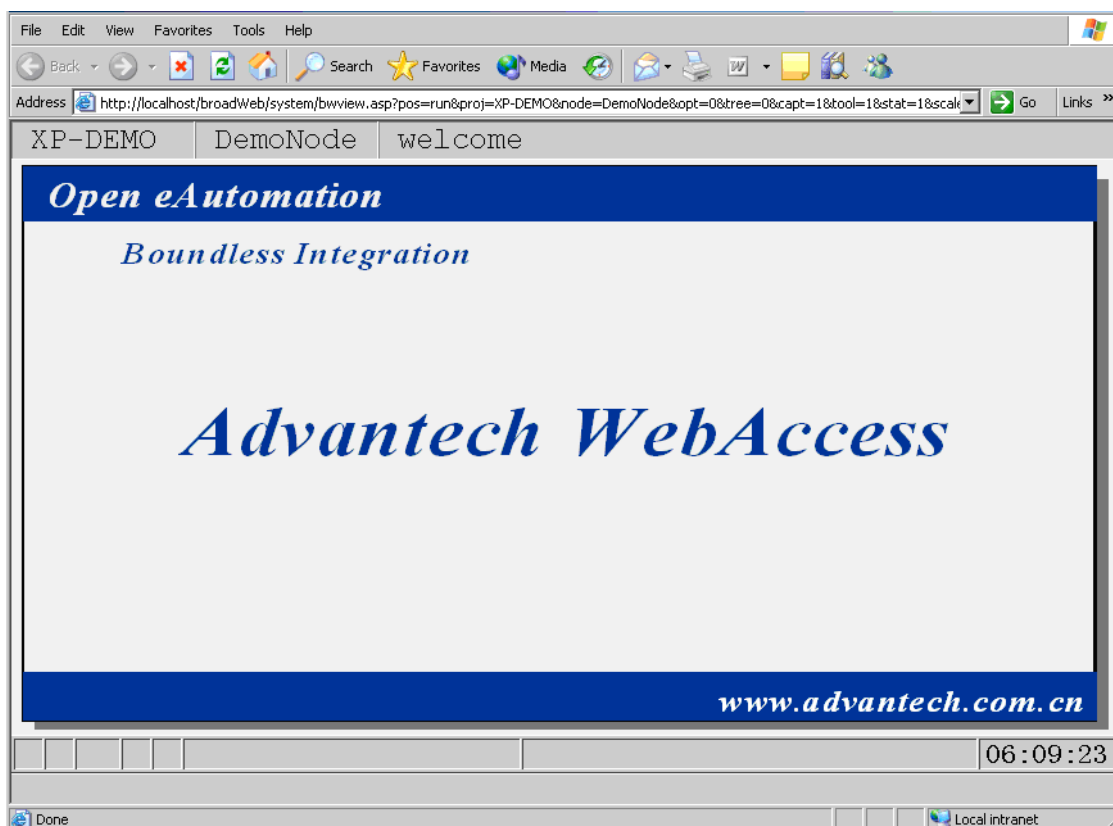 File Edit View Favorites Tools Help
Back Search Favorites Media
Address http://localhost/broadWeb/system/bwview.asp?pos=run&proj=XP-DEMO&node=DemoNode&opt=0&tree=0&capt=1&tool=1&stat=1&scale Go Links »
XP-DEMO DemoNode welcome
Open eAutomation
Boundless Integration
Advantech WebAccess
www.advantech.com.cn
06:09:23
Done Local intranet